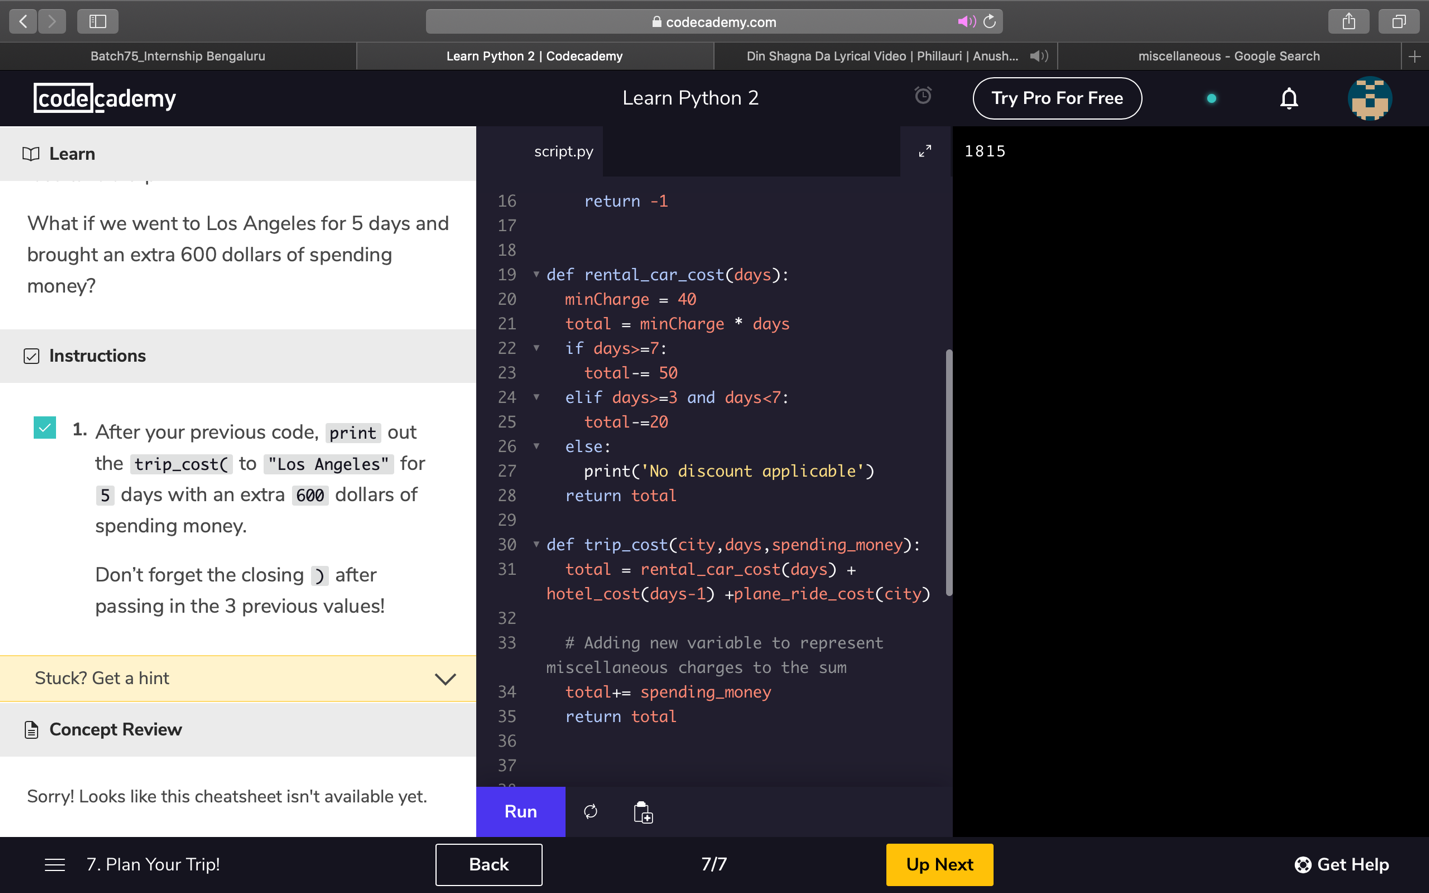 codecademy.com
Batch75_Internship Bengaluru
Learn Python 2 | Codecademy
Din Shagna Da Lyrical Video | Phillauri | Anush...
miscellaneous - Google Search
codecademy
Learn Python 2
Try Pro For Free
Learn
What if we went to Los Angeles for 5 days and
brought an extra 600 dollars of spending
money?
Instructions
1. After your previous code, print out
the trip_cost( to "Los Angeles" for
5 days with an extra 600 dollars of
spending money.
Don't forget the closing ) after
passing in the 3 previous values!
Stuck? Get a hint
Concept Review
Sorry! Looks like this cheatsheet isn't available yet.
script.py
16 return -1
17
18
19 def rental_car_cost(days):
20 minCharge = 40
21 total = minCharge * days
22 if days>=7:
23 total-= 50
24 elif days>=3 and days<7:
25 total-=20
26 else:
27 print('No discount applicable')
28 return total
29
30 def trip_cost(city,days,spending_money):
31 total = rental_car_cost(days) +
hotel_cost(days-1) +plane_ride_cost(city)
32
33 # Adding new variable to represent
miscellaneous charges to the sum
34 total+= spending_money
35 return total
36
37
Run
1815
7. Plan Your Trip!
Back
7/7
Up Next
Get Help